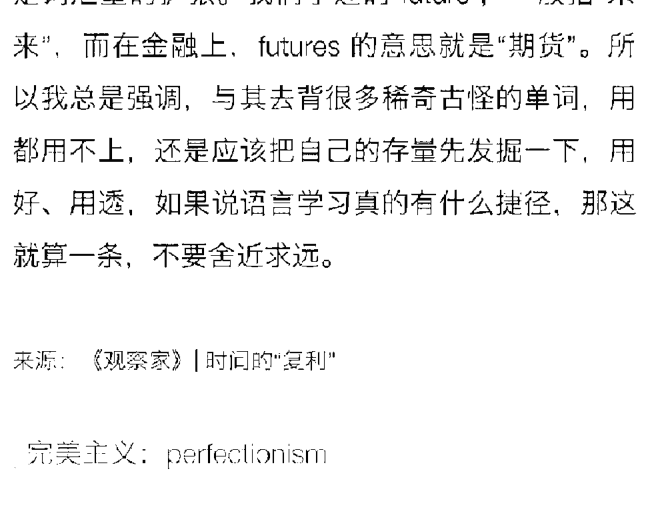 来”，而在金融上，futures 的意思就是“期货”。所
以我总是强调，与其去背很多稀奇古怪的单词，用
都用不上，还是应该把自己的存量先发掘一下，用
好、用透，如果说语言学习真的有什么捷径，那这
就算一条，不要舍近求远。
来源：《观察家》| 时间的“复利”
完美主义：perfectionism